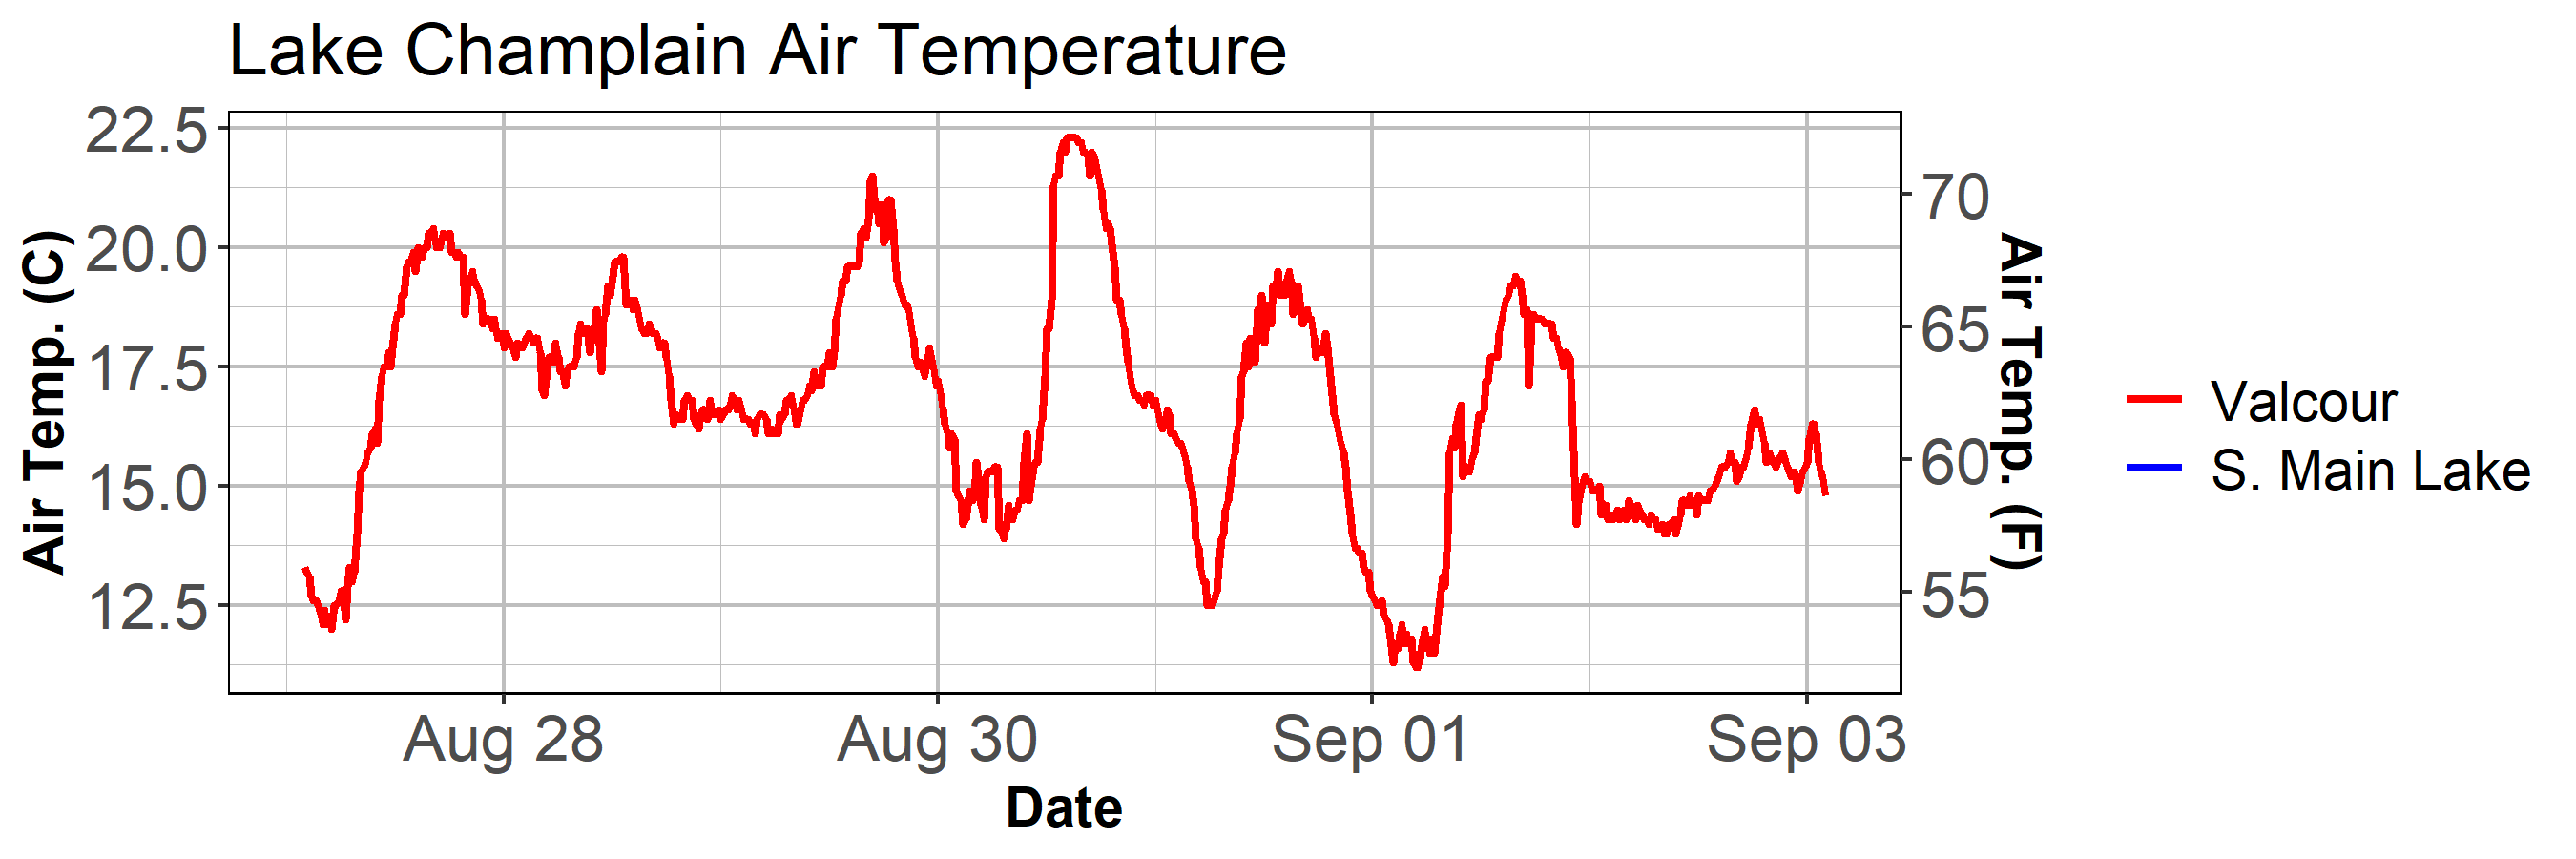 Lake Champlain Air Temperature
Air Temp. (C)
22.5
20.0
17.5
15.0
12.5
70
65
60
55
Air Temp. (F)
Aug 28
Aug 30
Sep 01
Sep 03
Date
Valcour
S. Main Lake